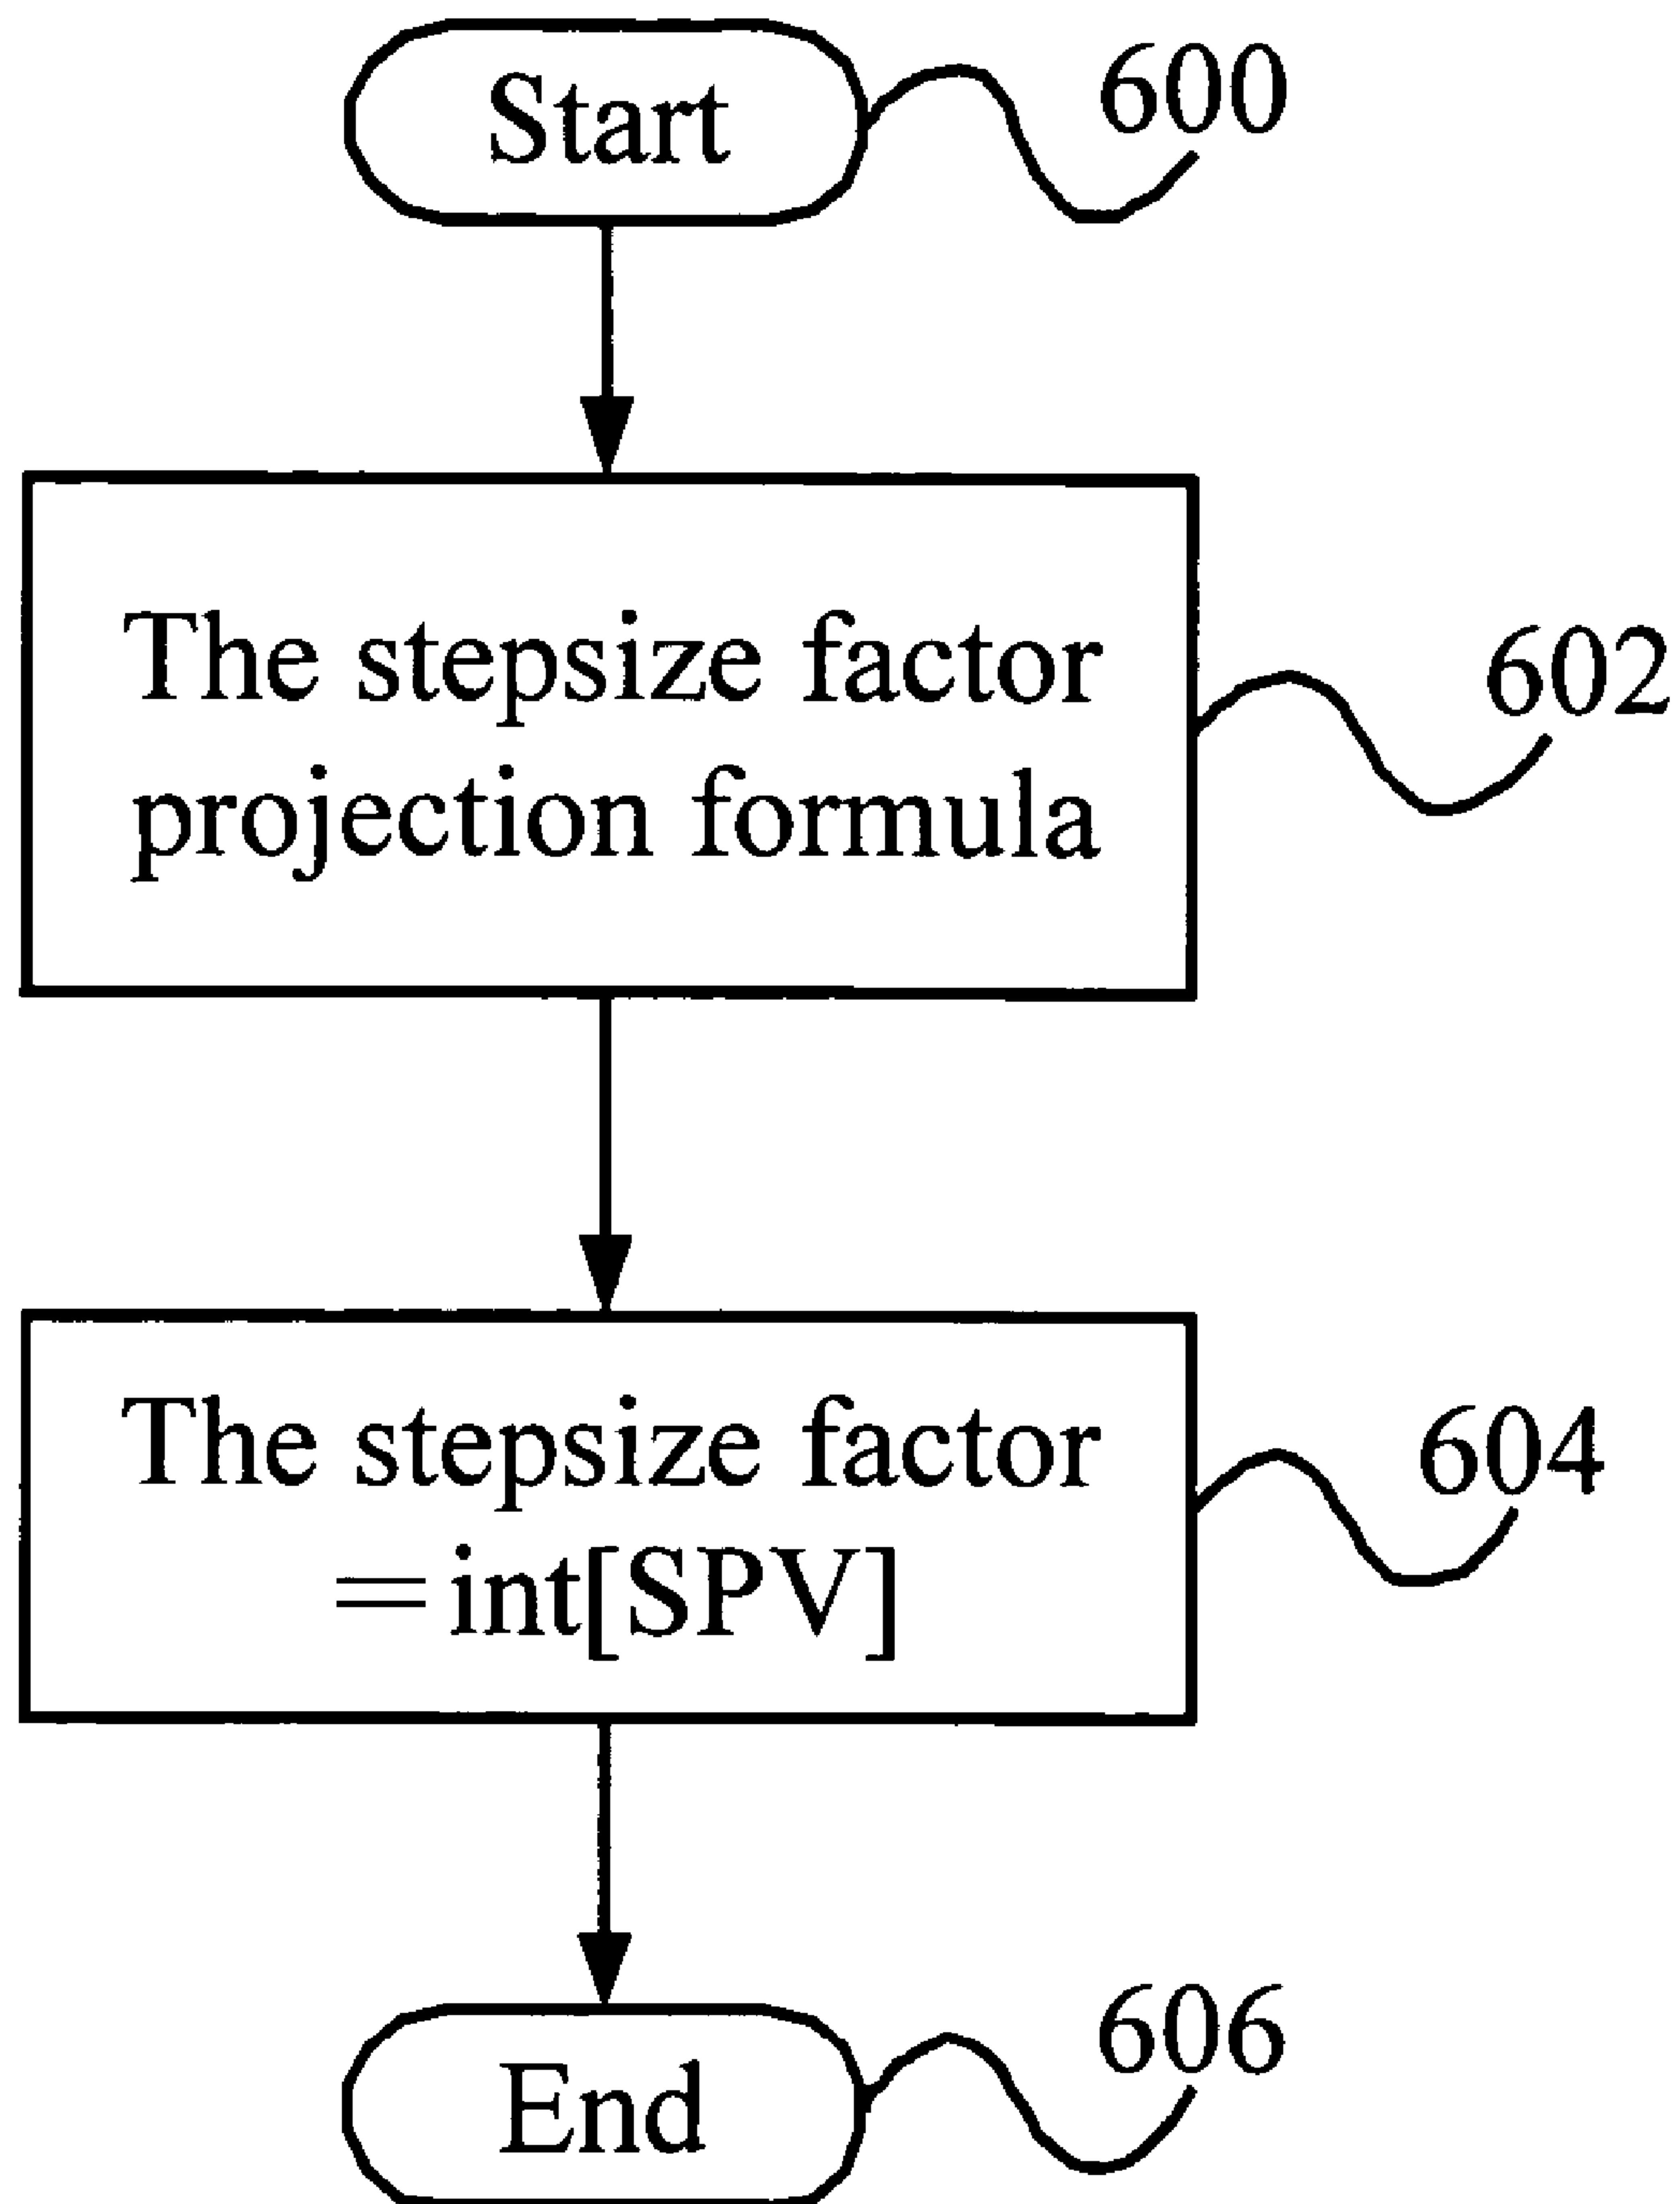 Start
600
The stepsize factor
projection formula
602
The stepsize factor
= int[SPV]
604
End
606